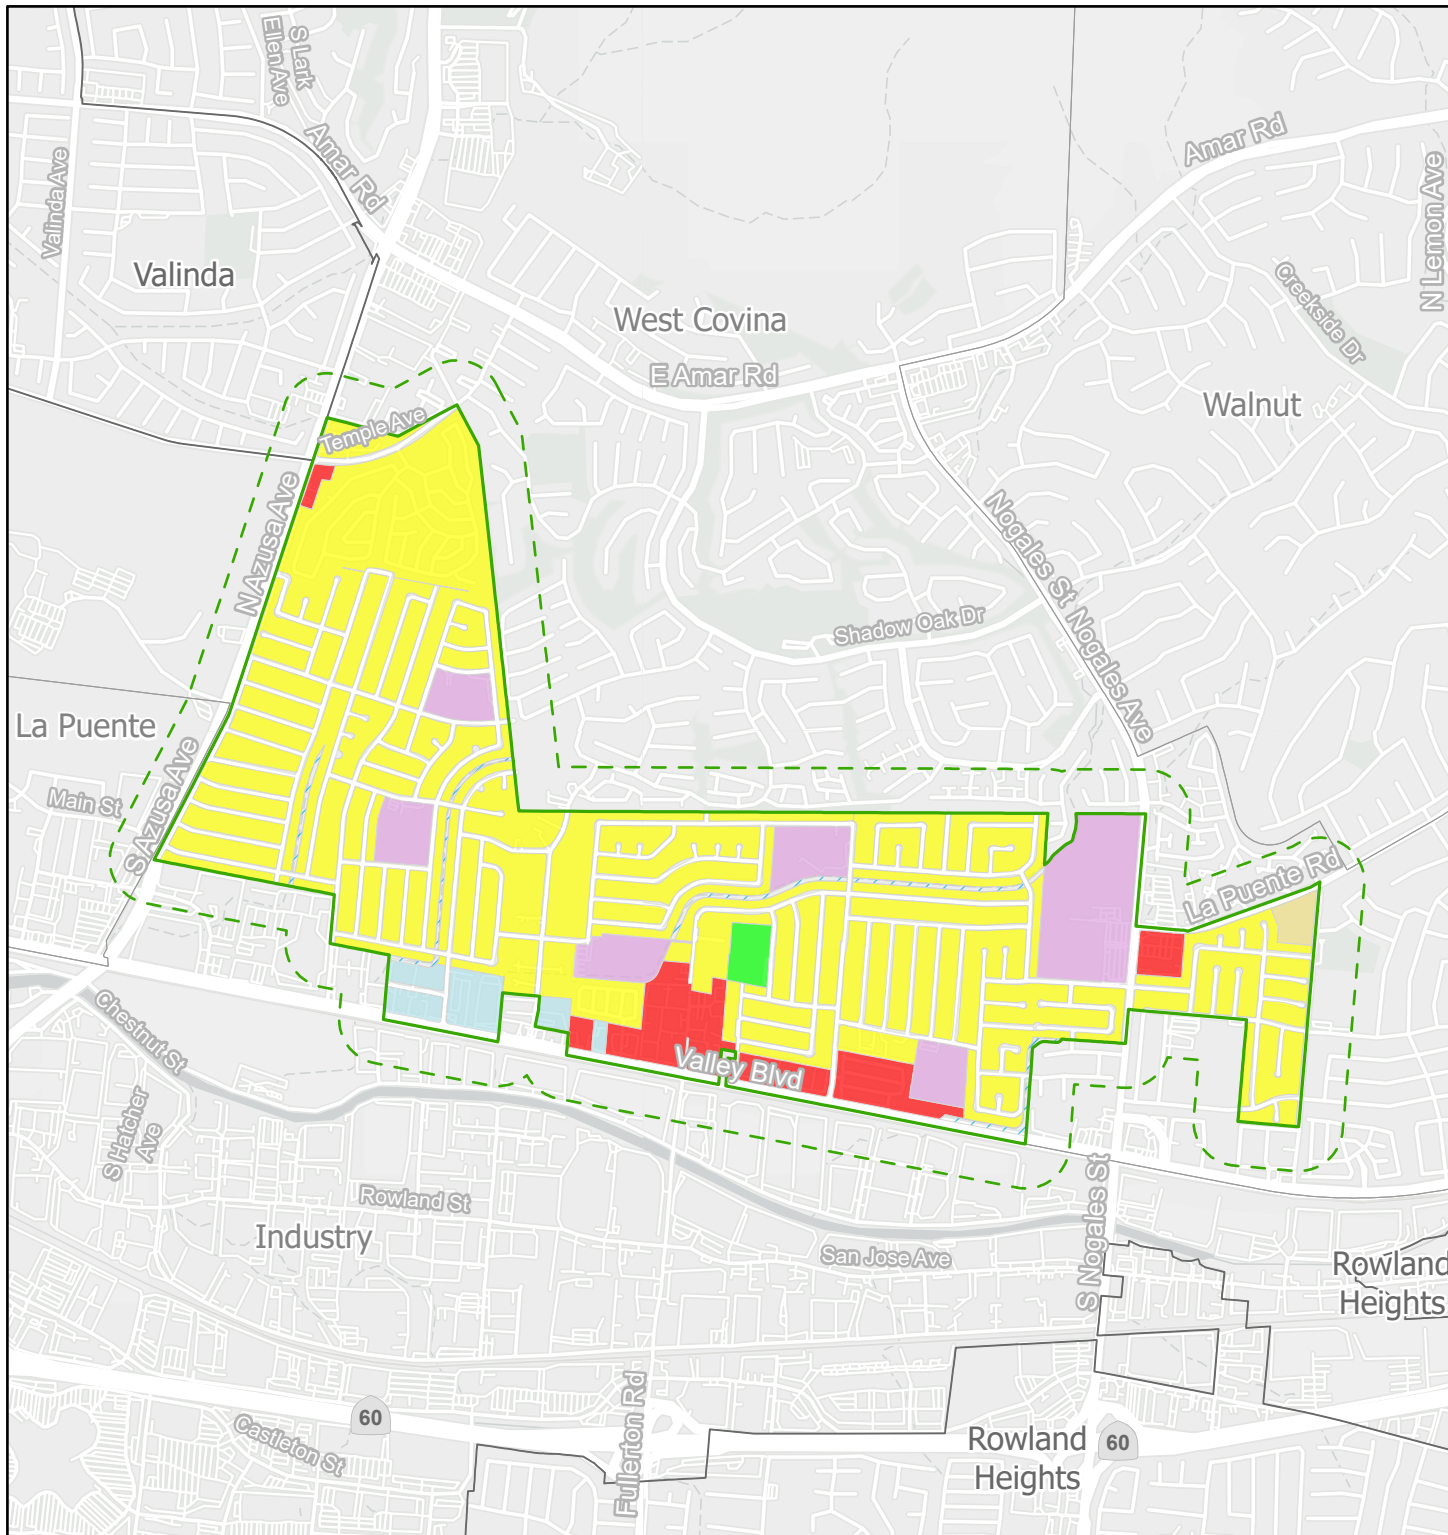 S Lark
Ellen Ave
Amar Rd
Amar Rd
Valinda Ave
N Lemon Ave
Valinda
Creekside Dr
West Covina
E Amar Rd
Walnut
Temple Ave
N Azusa Ave
Nogales St
Nogales Ave
Shadow Oak Dr
La Puente
S Azusa Ave
Main St
La Puente Rd
Chestnut St
Valley Blvd
S Hatcher
Ave
Rowland St
Industry
San Jose Ave
S Nogales St
Rowland
Heights
Fullerton Rd
60
Castleton St
Rowland
Heights
60